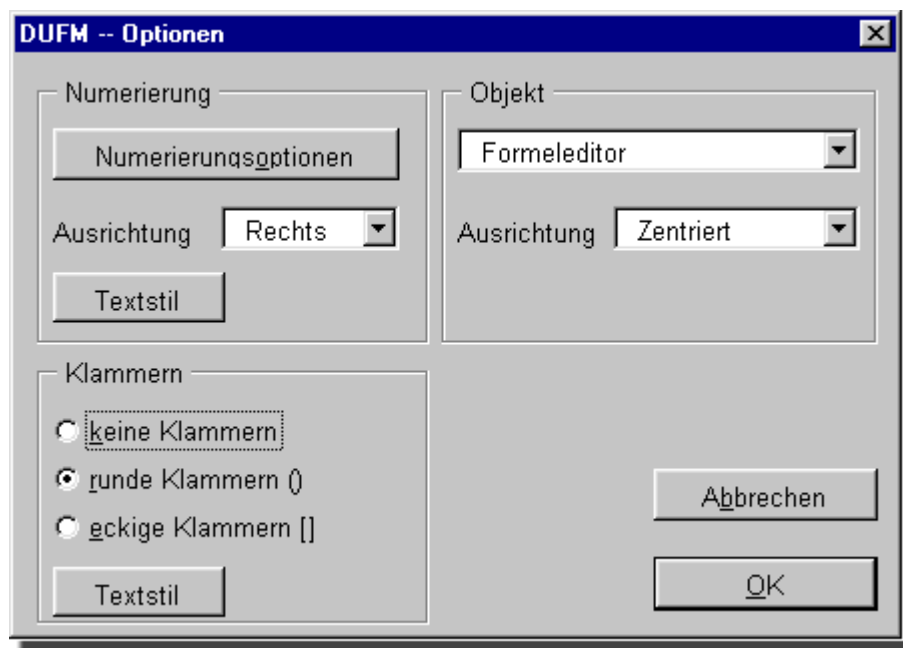 DUFM -- Optionen
Numerierung
Numerierungsoptionen
Ausrichtung Rechts
Textstil
Objekt
Formeleditor
Ausrichtung Zentriert
Klammern
keine Klammern
runde Klammern ()
eckige Klammern []
Textstil
Abbrechen
OK